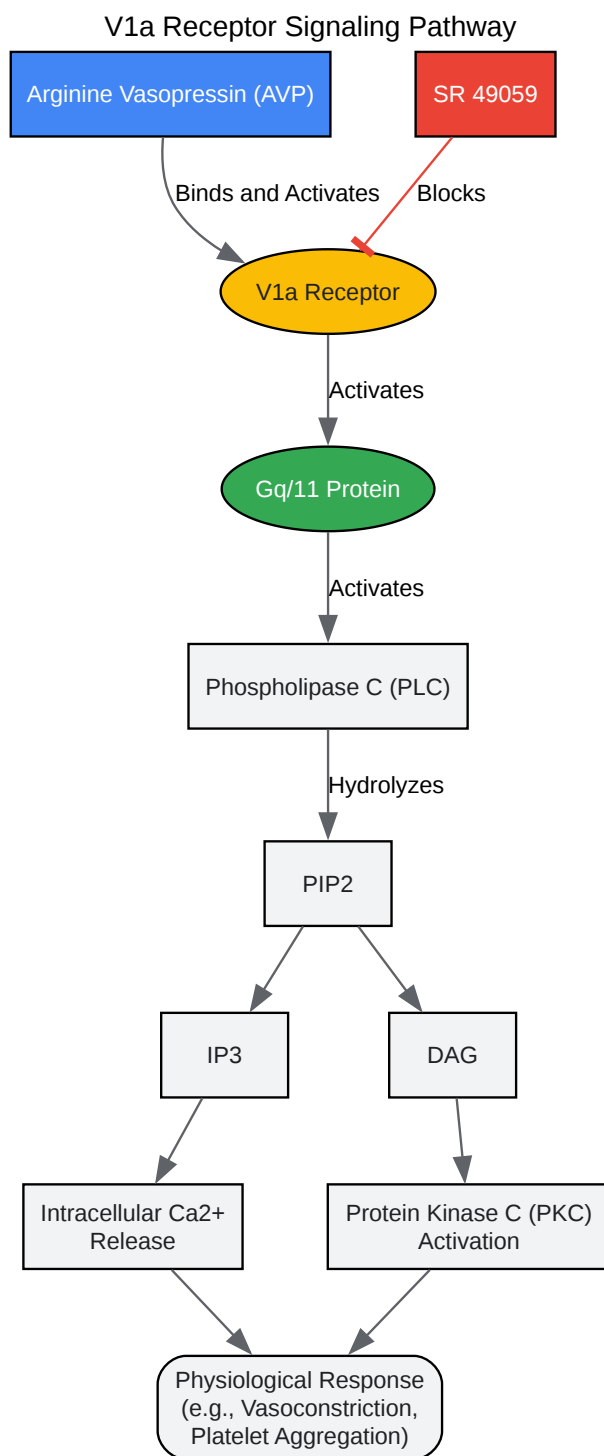 V1a Receptor Signaling Pathway
Arginine Vasopressin (AVP)
SR 49059
Binds and Activates
Blocks
V1a Receptor
Activates
Gq/11 Protein
Activates
Phospholipase C (PLC)
Hydrolyzes
PIP2
IP3
DAG
Intracellular Ca2+
Release
Protein Kinase C (PKC)
Activation
Physiological Response
(e.g., Vasoconstriction,
Platelet Aggregation)